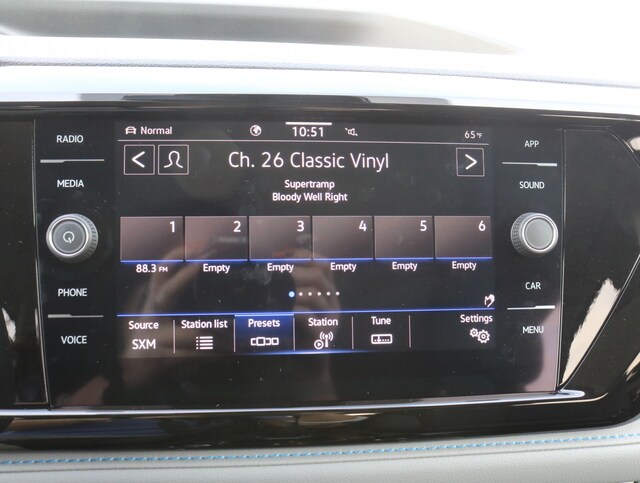 RADIO
MEDIA
PHONE
VOICE
Normal 10:51 65°F
Ch. 26 Classic Vinyl
Supertramp
Bloody Well Right
1 2 3 4 5 6
88.3 FM Empty Empty Empty Empty Empty
Source Station list Presets Station Tune Settings
SXM
APP
SOUND
CAR
MENU